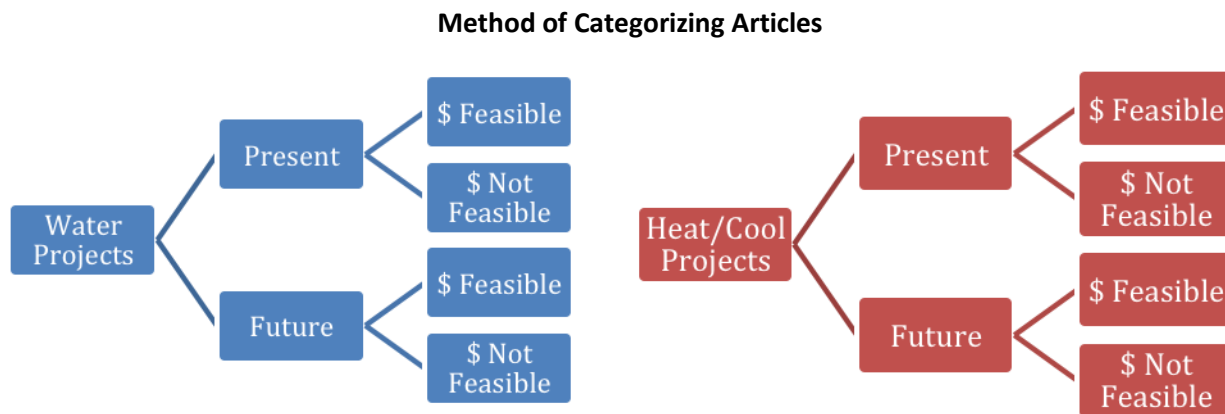 Method of Categorizing Articles
Water
Projects
Present
$ Feasible
$ Not
Feasible
Future
$ Feasible
$ Not
Feasible
Heat/Cool
Projects
Present
$ Feasible
$ Not
Feasible
Future
$ Feasible
$ Not
Feasible